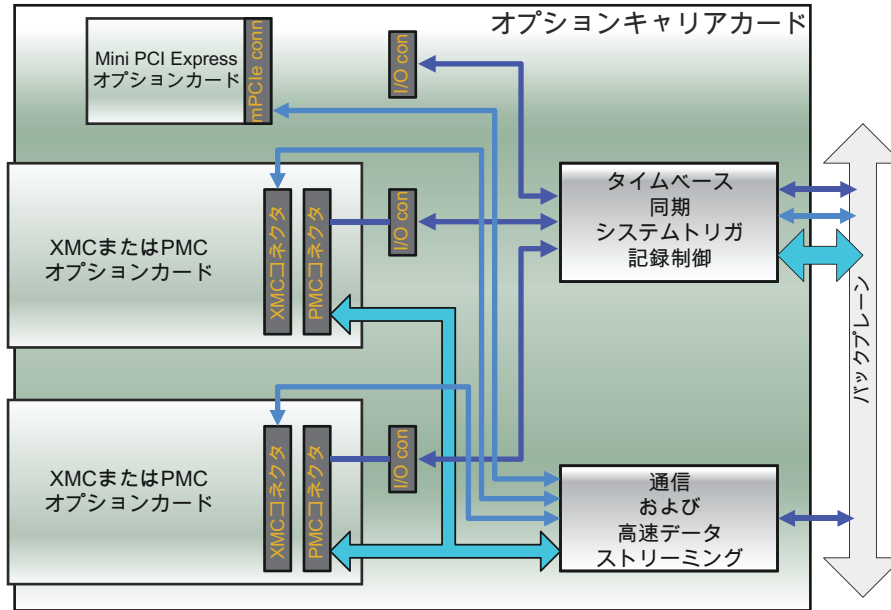 オプションキャリアカード
Mini PCI Express
オプションカード
mPCIe conn
I/O con
XMCまたはPMC
オプションカード
XMCコネクタ
PMCコネクタ
I/O con
タイムベース
同期
システムトリガ
記録制御
バックプレーン
XMCまたはPMC
オプションカード
XMCコネクタ
PMCコネクタ
I/O con
通信
および
高速データ
ストリーミング